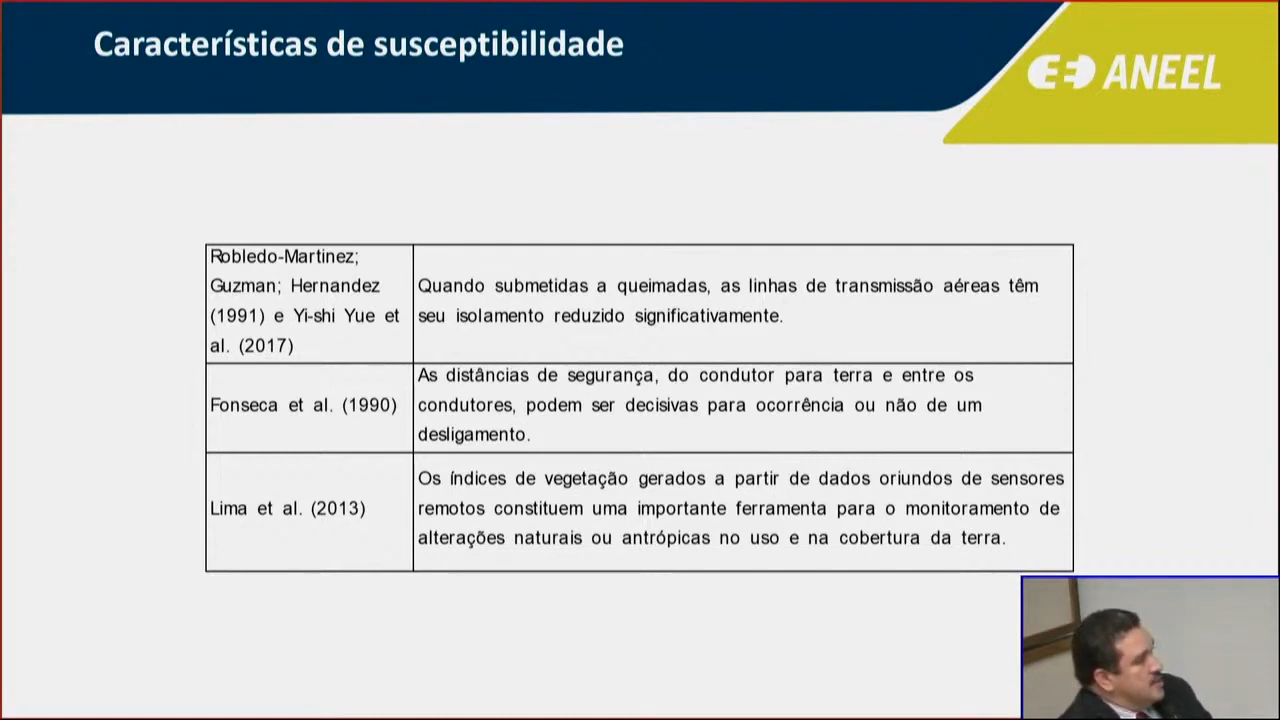 Características de susceptibilidade
ANEEL
Robledo-Martinez;
Guzman; Hernandez
(1991) e Yi-shi Yue et
al. (2017)
Quando submetidas a queimadas, as linhas de transmissão aéreas têm
seu isolamento reduzido significativamente.
Fonseca et al. (1990)
As distâncias de segurança, do condutor para terra e entre os
condutores, podem ser decisivas para ocorrência ou não de um
desligamento.
Lima et al. (2013)
Os índices de vegetação gerados a partir de dados oriundos de sensores
remotos constituem uma importante ferramenta para o monitoramento de
alterações naturais ou antrópicas no uso e na cobertura da terra.